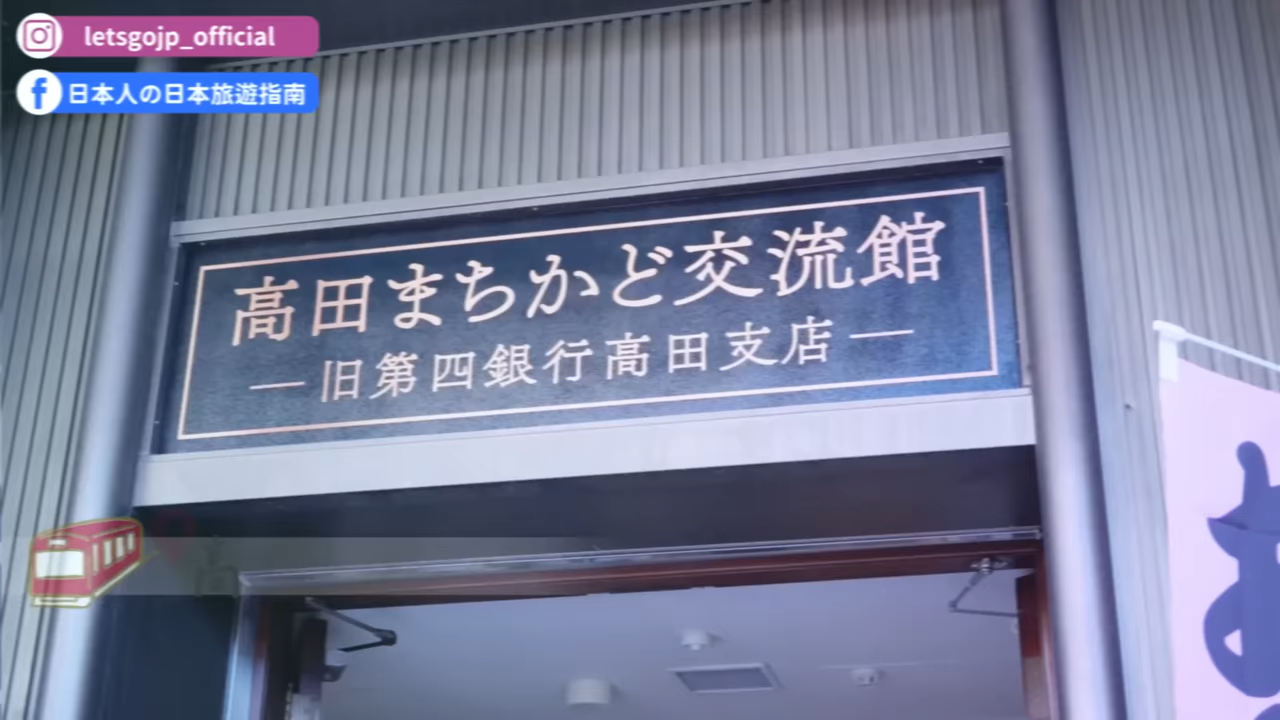 letsgojp_official
日本人の日本旅遊指南
高田まちかど交流館
— 旧第四銀行高田支店 —